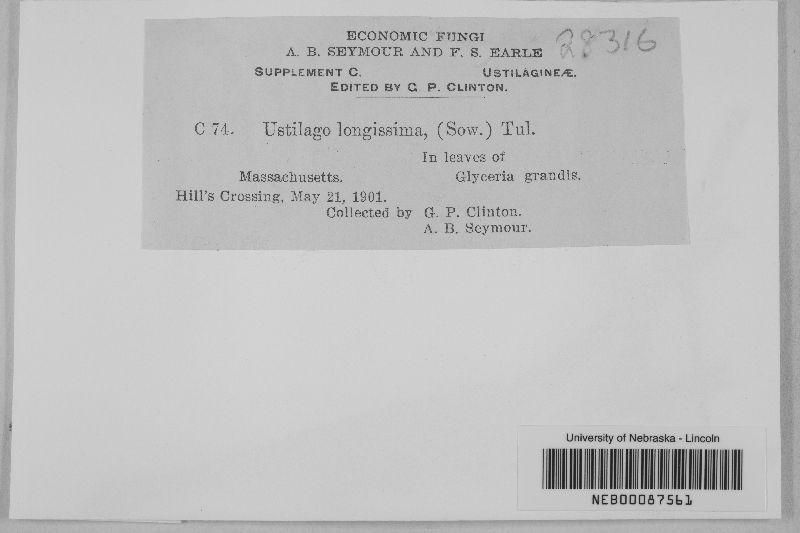 ECONOMIC FUNGI
28316
A. B. SEYMOUR AND F. S. EARLE
SUPPLEMENT C. USTILAGINEÆ.
EDITED BY G. P. CLINTON.
C 74. Ustilago longissima, (Sow.) Tul.
In leaves of
Massachusetts. Glyceria grandis.
Hill's Crossing, May 21, 1901.
Collected by G. P. Clinton.
A. B. Seymour.
University of Nebraska - Lincoln
NEB00087561